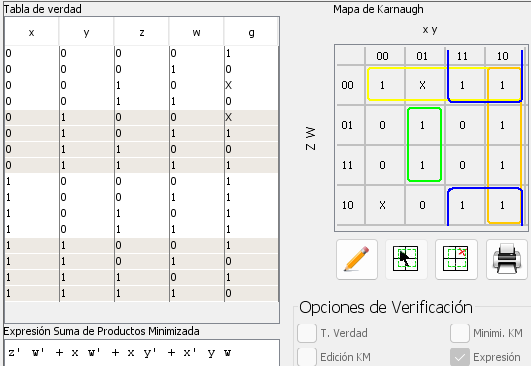 Tabla de verdad
x y z w g
0 0 0 0 1
0 0 0 1 0
0 0 1 0 X
0 0 1 1 0
0 1 0 0 X
0 1 0 1 1
0 1 1 0 0
0 1 1 1 1
1 0 0 0 1
1 0 0 1 1
1 0 1 0 1
1 0 1 1 1
1 1 0 0 1
1 1 0 1 0
1 1 1 0 1
1 1 1 1 0
Expresión Suma de Productos Minimizada
z' w' + x w' + x y' + x' y w
Mapa de Karnaugh
x y
00 01 11 10
00 1 X 1 1
01 0 1 0 1
Z W
11 0 1 0 1
10 X 0 1 1
Opciones de Verificación
T. Verdad
Minimi. KM
Edición KM
Expresión